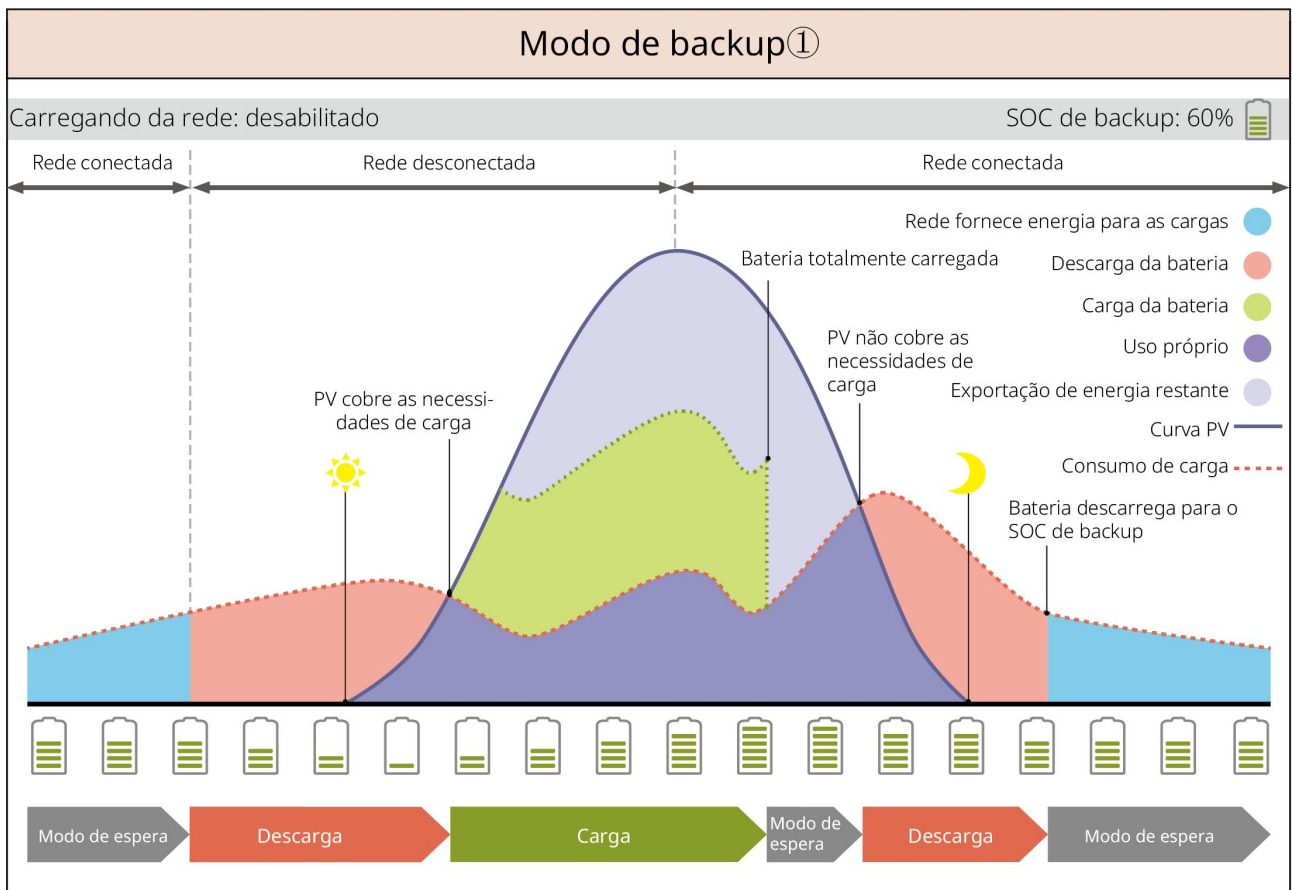 Modo de backup①
Carregando da rede: desabilitado
SOC de backup: 60%
Rede conectada
Rede desconectada
Rede conectada
Rede fornece energia para as cargas
Descarga da bateria
Carga da bateria
Uso próprio
Exportação de energia restante
Curva PV
Consumo de carga
Bateria totalmente carregada
PV não cobre as
necessidades de
carga
PV cobre as necessi-
dades de carga
Bateria descarrega para o
SOC de backup
Modo de espera
Descarga
Carga
Modo de
espera
Descarga
Modo de espera